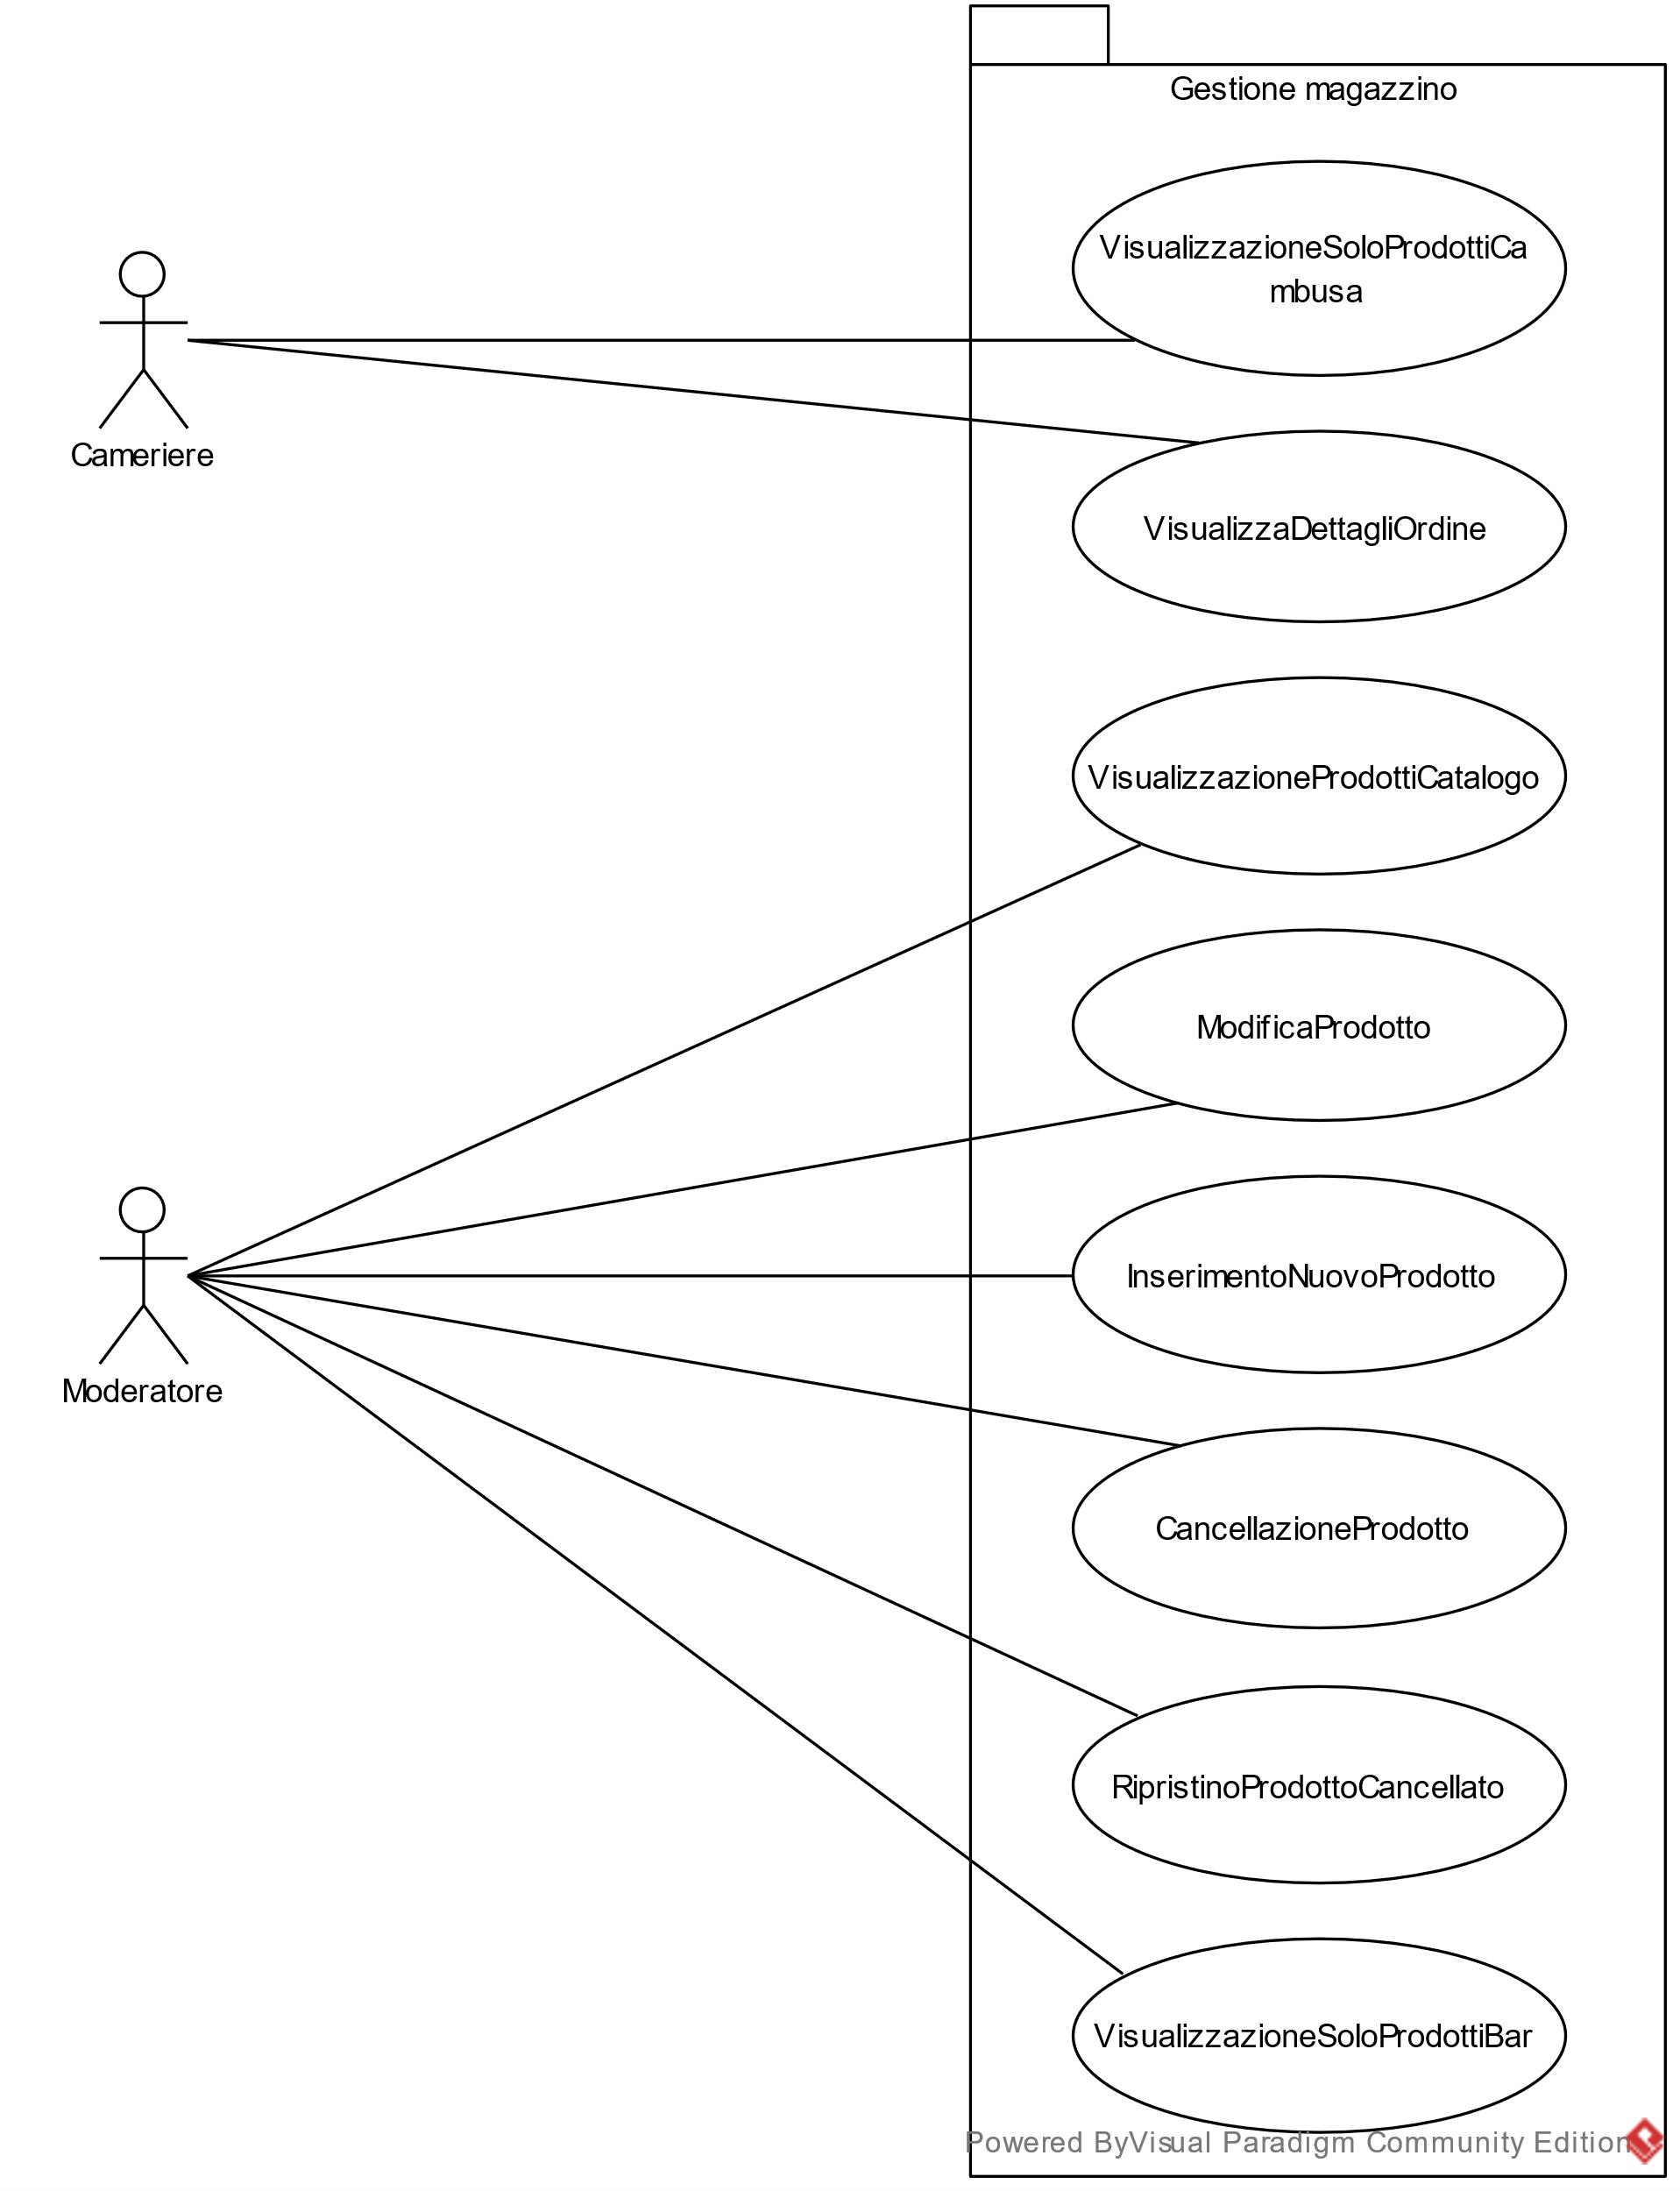 Gestione magazzino
VisualizzazioneSoloProdottiCa
mbusa
Cameriere
VisualizzaDettagliOrdine
VisualizzazioneProdottiCatalogo
ModificaProdotto
InserimentoNuovoProdotto
Moderatore
CancellazioneProdotto
RipristinoProdottoCancellato
VisualizzazioneSoloProdottiBar
Powered ByVisual Paradigm Community Edition